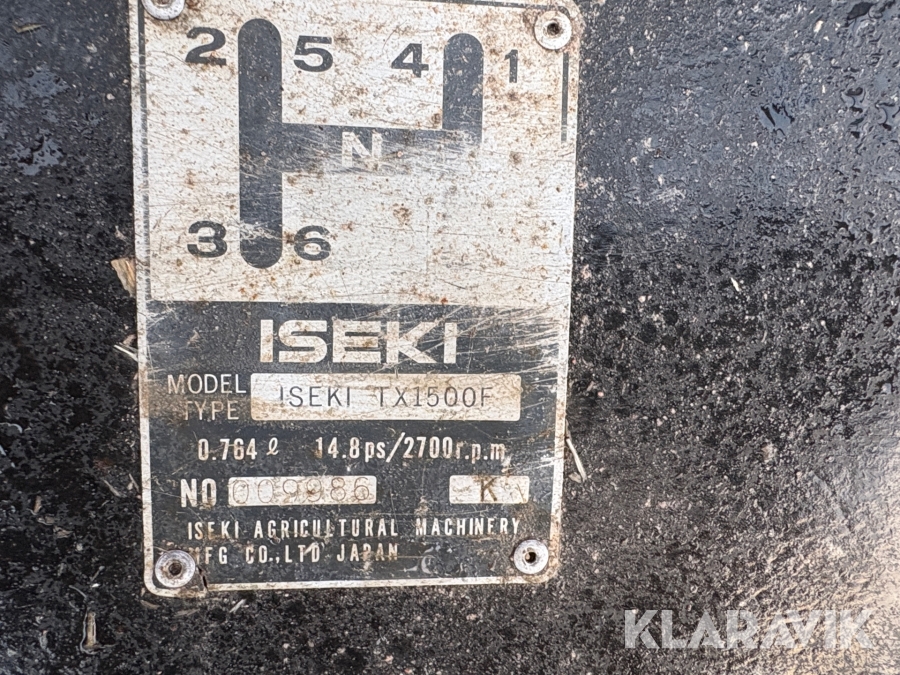 2 5 4 1
N
3 6
ISEKI
MODEL
TYPE ISEKI TX1500F
0.764 ℓ 14.8ps/2700r.p.m
NO 009986 K
ISEKI AGRICULTURAL MACHINERY
MFG CO.,LTD JAPAN
KLARAVIK